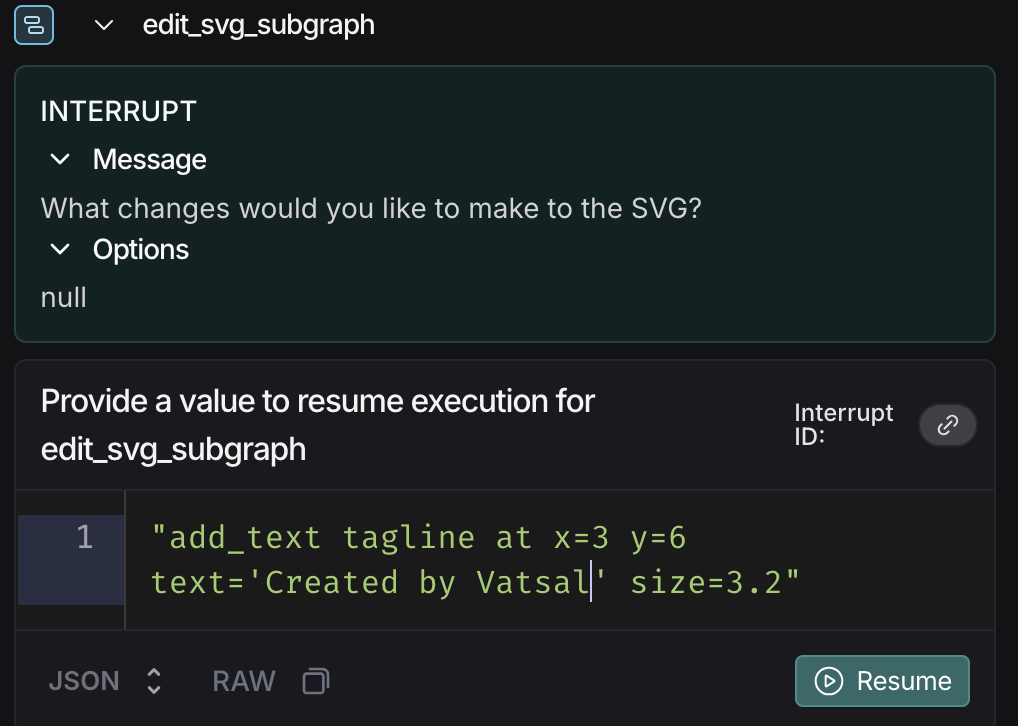 edit_svg_subgraph
INTERRUPT
Message
What changes would you like to make to the SVG?
Options
null
Provide a value to resume execution for
edit_svg_subgraph
Interrupt
ID:
1
"add_text tagline at x=3 y=6
text='Created by Vatsal' size=3.2"
JSON
RAW
Resume